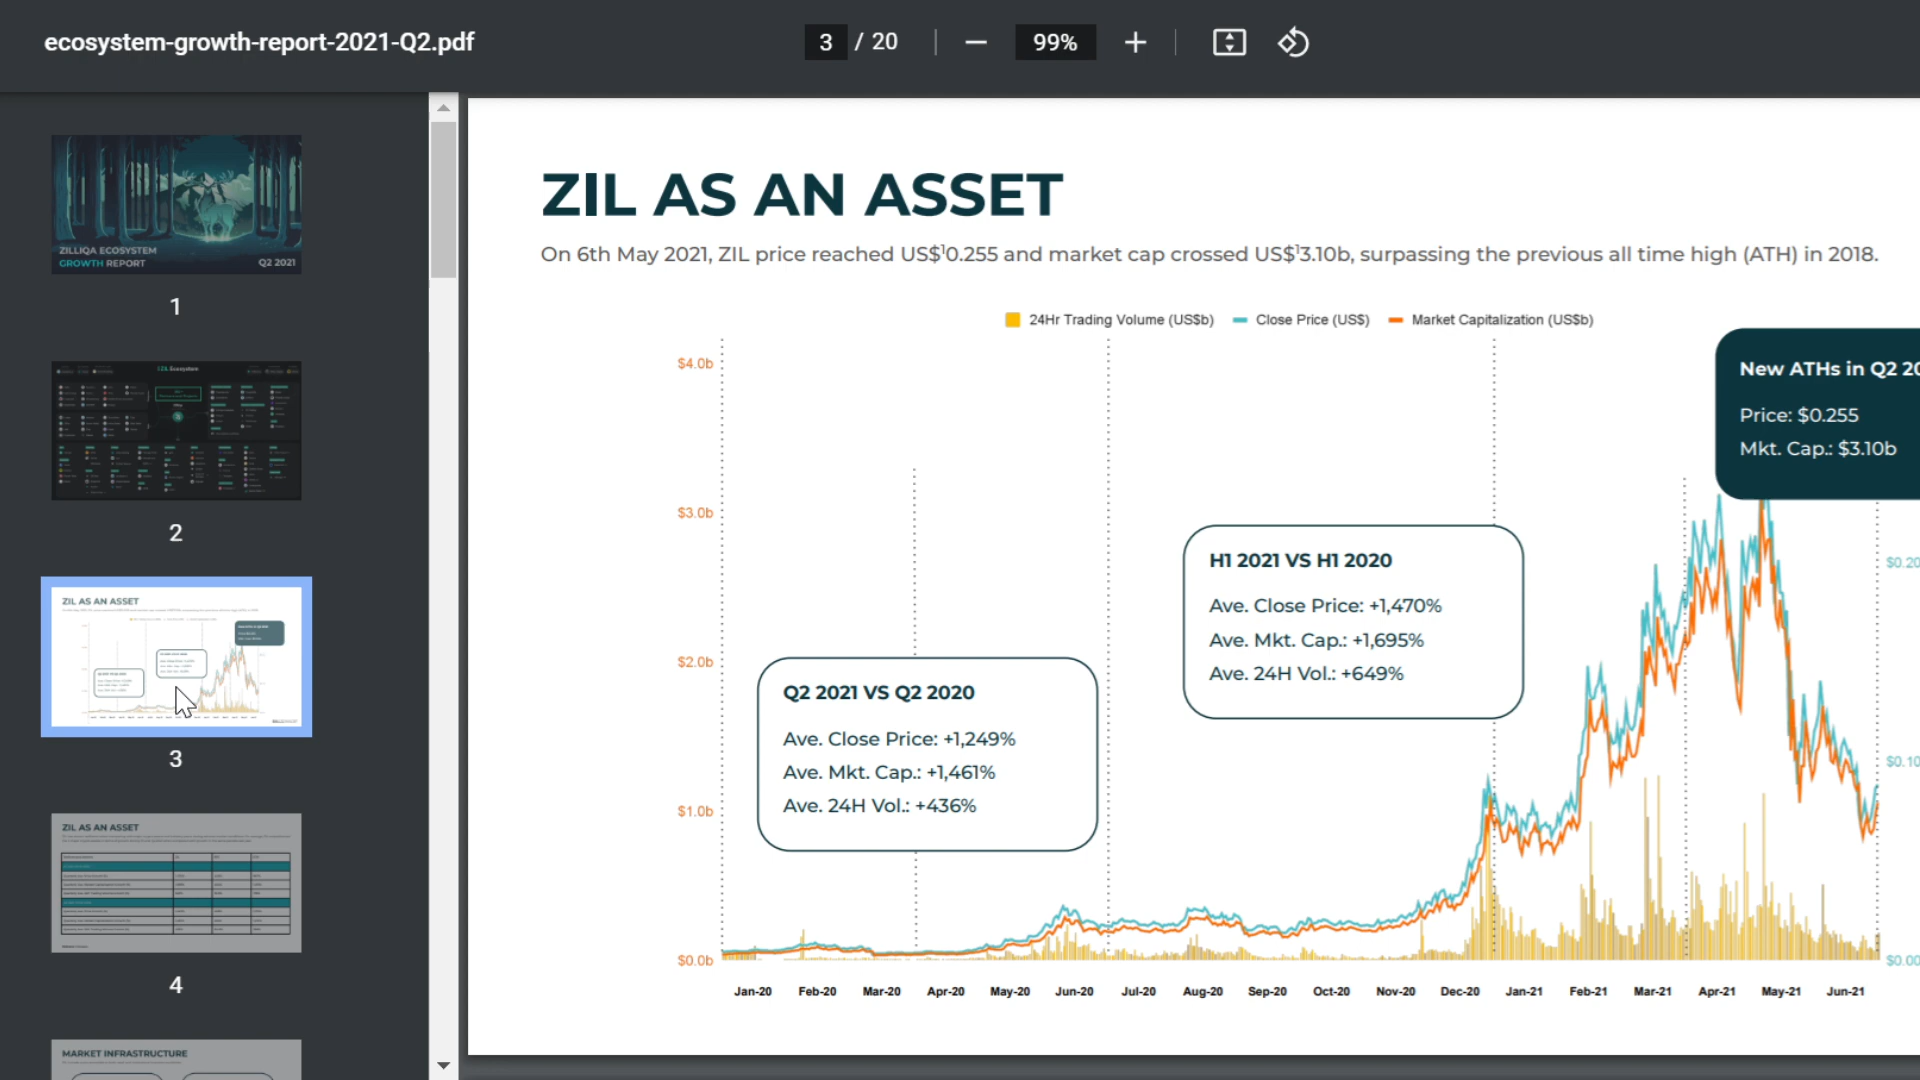 ecosystem-growth-report-2021-Q2.pdf
3 / 20
99%
ZILLIQA ECOSYSTEM
GROWTH REPORT
Q2 2021
1
ZIL Ecosystem
2
ZIL AS AN ASSET
3
ZIL AS AN ASSET
4
MARKET INFRASTRUCTURE
ZIL AS AN ASSET
On 6th May 2021, ZIL price reached US$¹0.255 and market cap crossed US$¹3.10b, surpassing the previous all time high (ATH) in 2018.
24Hr Trading Volume (US$b) Close Price (US$) Market Capitalization (US$b)
$4.0b
$3.0b
$2.0b
$1.0b
$0.0b
New ATHs in Q2 20
Price: $0.255
Mkt. Cap.: $3.10b
H1 2021 VS H1 2020
Ave. Close Price: +1,470%
Ave. Mkt. Cap.: +1,695%
Ave. 24H Vol.: +649%
Q2 2021 VS Q2 2020
Ave. Close Price: +1,249%
Ave. Mkt. Cap.: +1,461%
Ave. 24H Vol.: +436%
$0.20
$0.10
$0.00
Jan-20 Feb-20 Mar-20 Apr-20 May-20 Jun-20 Jul-20 Aug-20 Sep-20 Oct-20 Nov-20 Dec-20 Jan-21 Feb-21 Mar-21 Apr-21 May-21 Jun-21